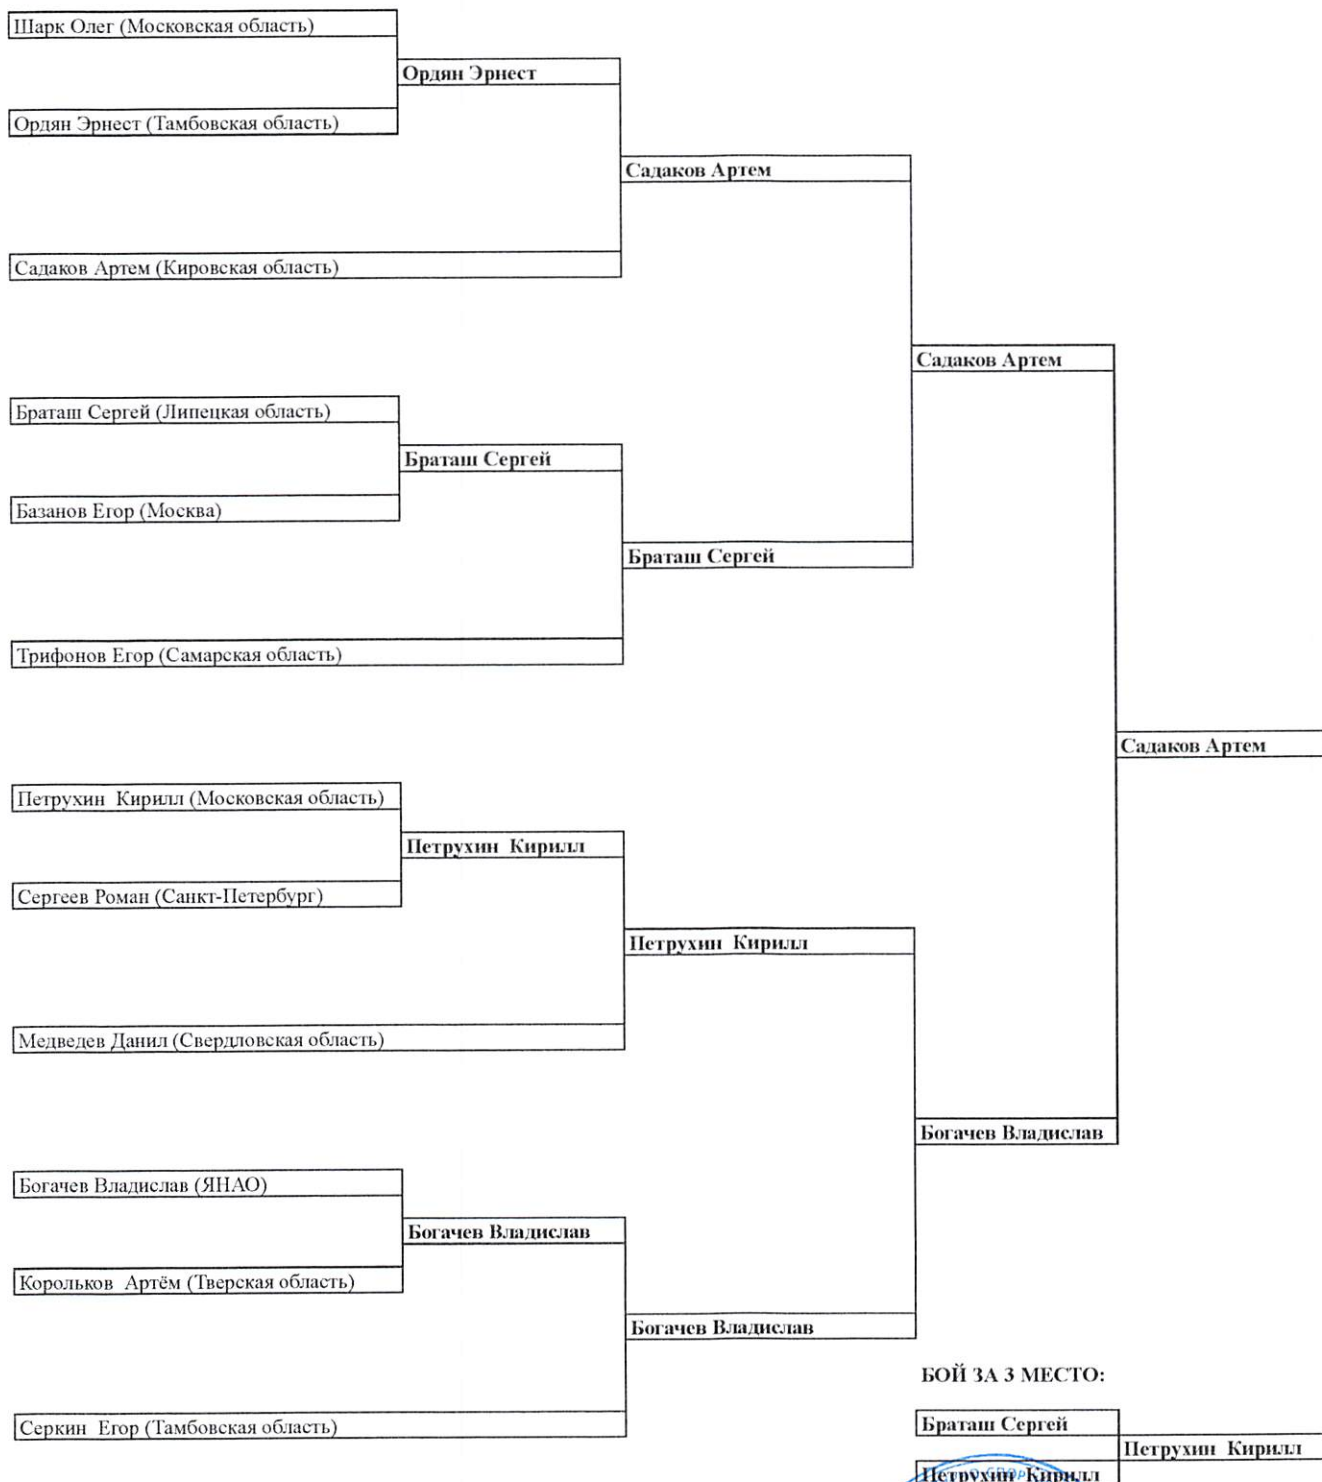 Шарк Олег (Московская область)
Ордян Эрнест
Ордян Эрнест (Тамбовская область)
Садаков Артем
Садаков Артем (Кировская область)
Садаков Артем
Браташ Сергей (Липецкая область)
Браташ Сергей
Базанов Егор (Москва)
Браташ Сергей
Трифонов Егор (Самарская область)
Садаков Артем
Петрухин  Кирилл (Московская область)
Петрухин  Кирилл
Сергеев Роман (Санкт-Петербург)
Петрухин  Кирилл
Медведев Данил (Свердловская область)
Богачев Владислав
Богачев Владислав (ЯНАО)
Богачев Владислав
Корольков  Артём (Тверская область)
Богачев Владислав
БОЙ ЗА 3 МЕСТО:
Серкин  Егор (Тамбовская область)
Браташ Сергей
Петрухин  Кирилл
Петрухин  Кирилл